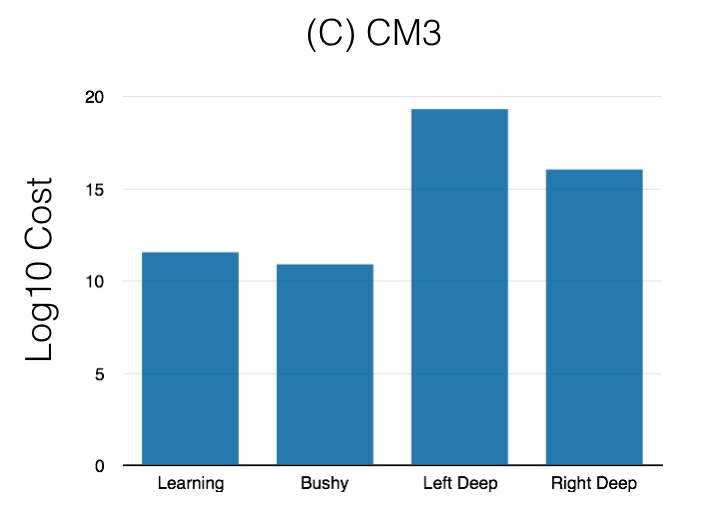 (C) CM3
Log10 Cost
20
15
10
5
0
Learning
Bushy
Left Deep
Right Deep